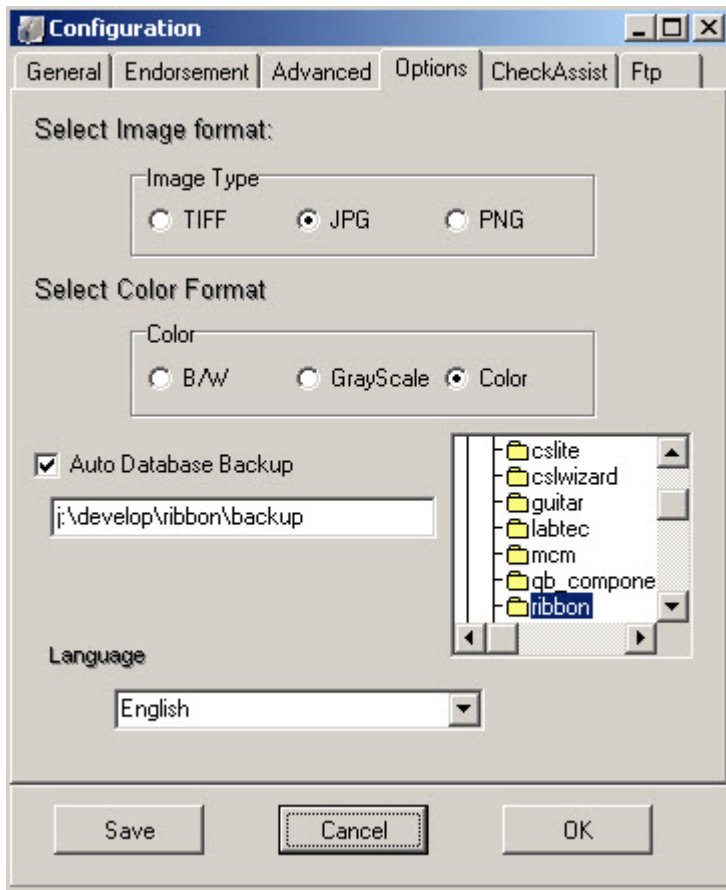 Configuration
General Endorsement Advanced Options CheckAssist Ftp
Select Image format:
Image Type
TIFF JPG PNG
Select Color Format
Color
B/W GrayScale Color
Auto Database Backup
j:\develop\ribbon\backup
cslite
cslwizard
guitar
labtec
mcm
qb_compone
ribbon
Language
English
Save Cancel OK